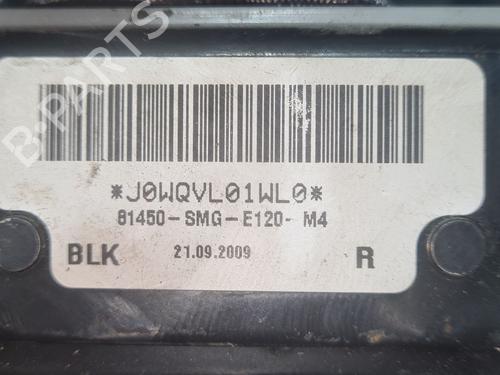 *J0WQVL01WL0*
81450-SMG-E120- M4
BLK 21.09.2009 R
B-PARTS